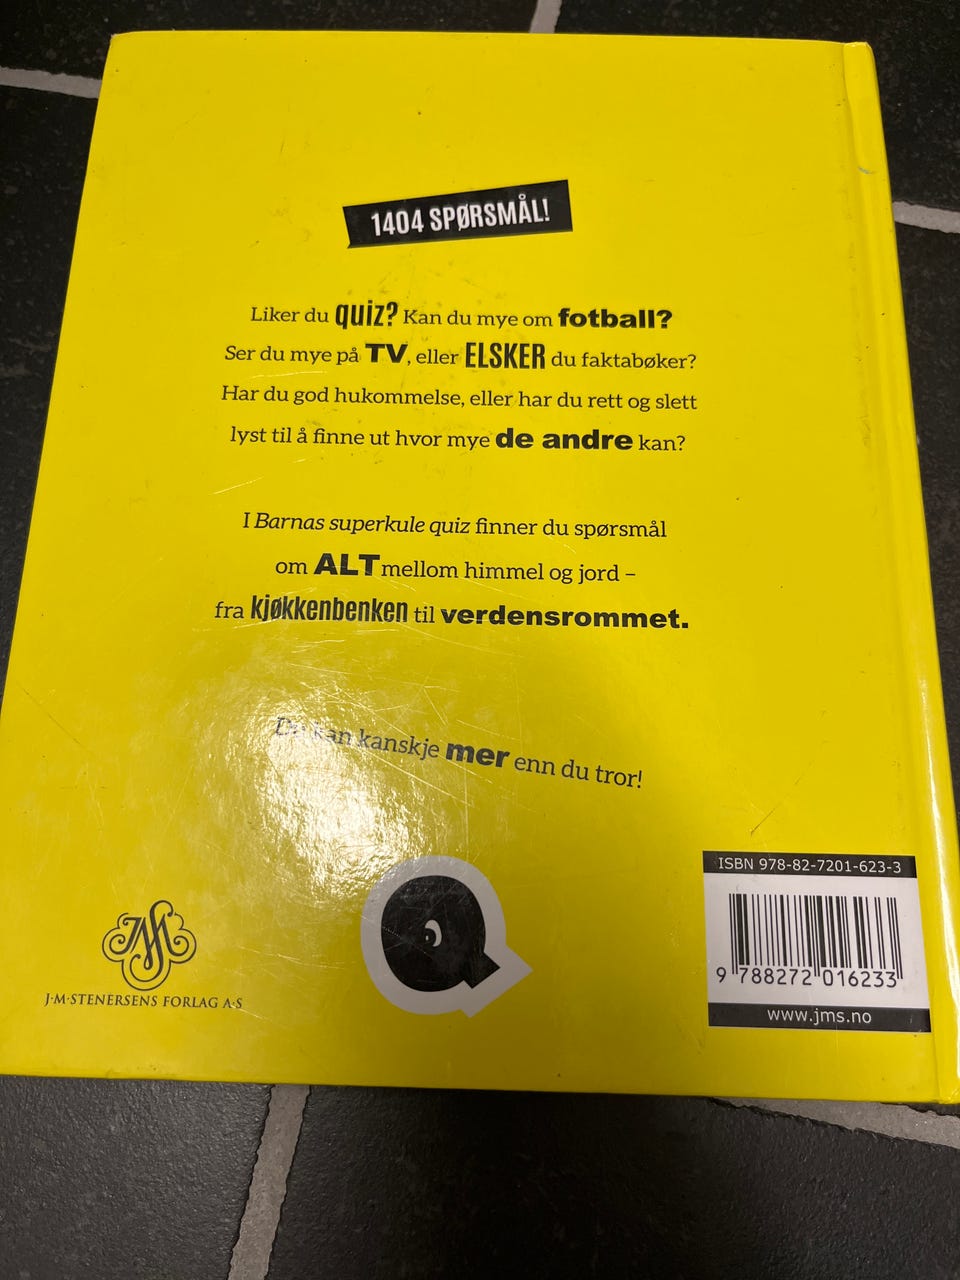 1404 SPØRSMÅL!
Liker du quiz? Kan du mye om fotball?
Ser du mye på TV, eller ELSKER du faktabøker?
Har du god hukommelse, eller har du rett og slett
lyst til å finne ut hvor mye de andre kan?
I Barnas superkule quiz finner du spørsmål
om ALT mellom himmel og jord –
fra kjøkkenbenken til verdensrommet.
Du kan kanskje mer enn du tror!
ISBN 978-82-7201-623-3
9 788272 016233
www.jms.no
JMS
J·M·STENERSENS FORLAG A·S